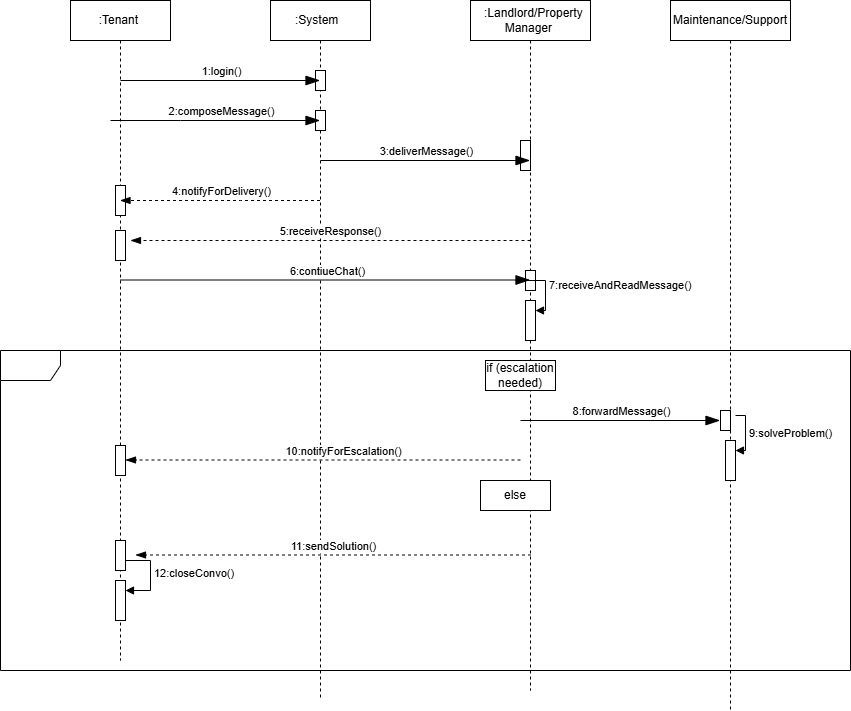 :Tenant
:System
:Landlord/Property
Manager
Maintenance/Support
1:login()
2:composeMessage()
3:deliverMessage()
4:notifyForDelivery()
5:receiveResponse()
6:contiueChat()
7:receiveAndReadMessage()
if (escalation
needed)
8:forwardMessage()
9:solveProblem()
10:notifyForEscalation()
else
11:sendSolution()
12:closeConvo()